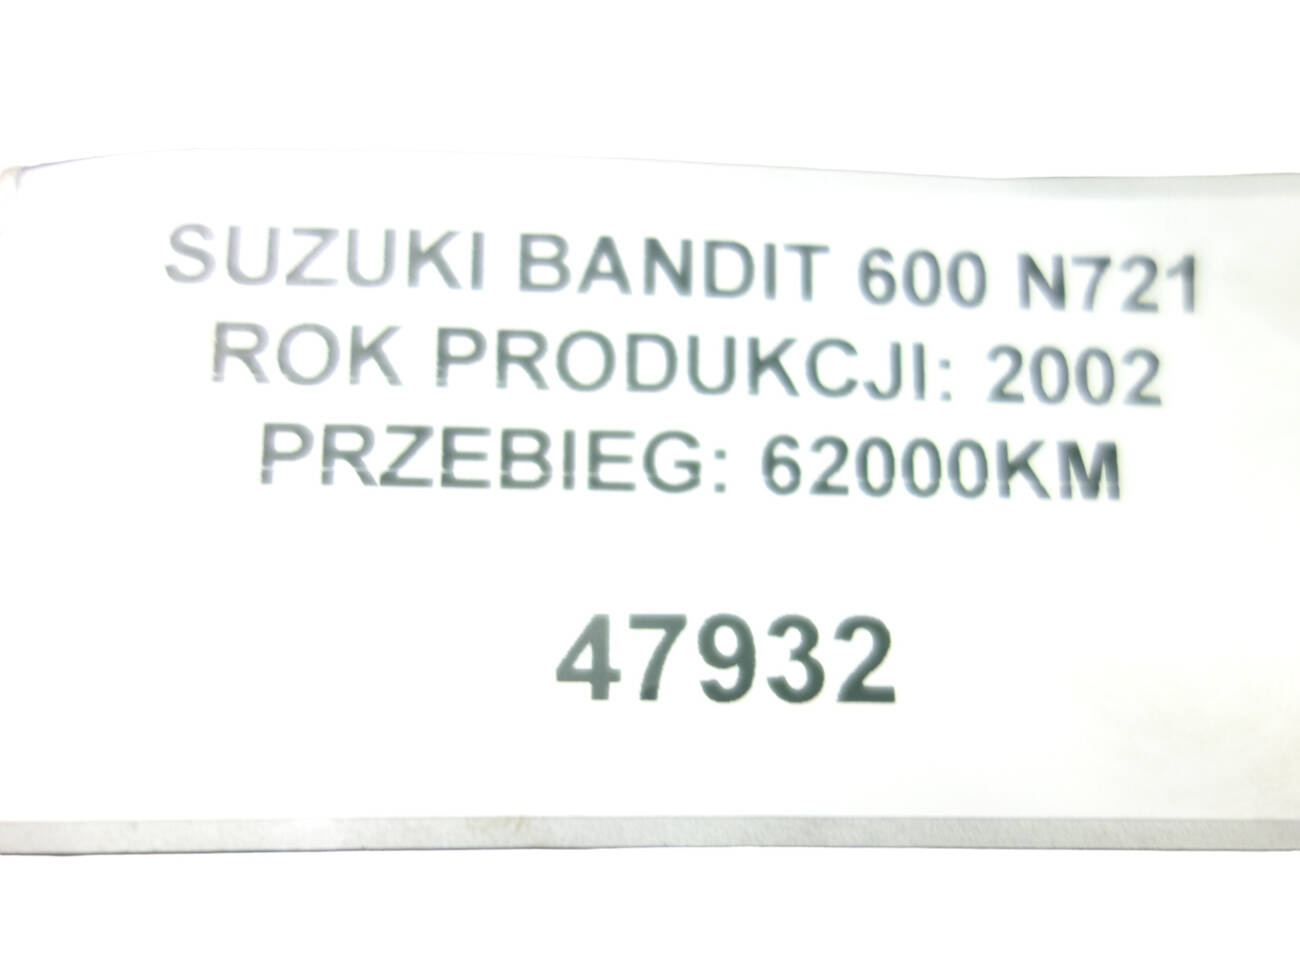 SUZUKI BANDIT 600 N721
ROK PRODUKCJI: 2002
PRZEBIEG: 62000KM
47932